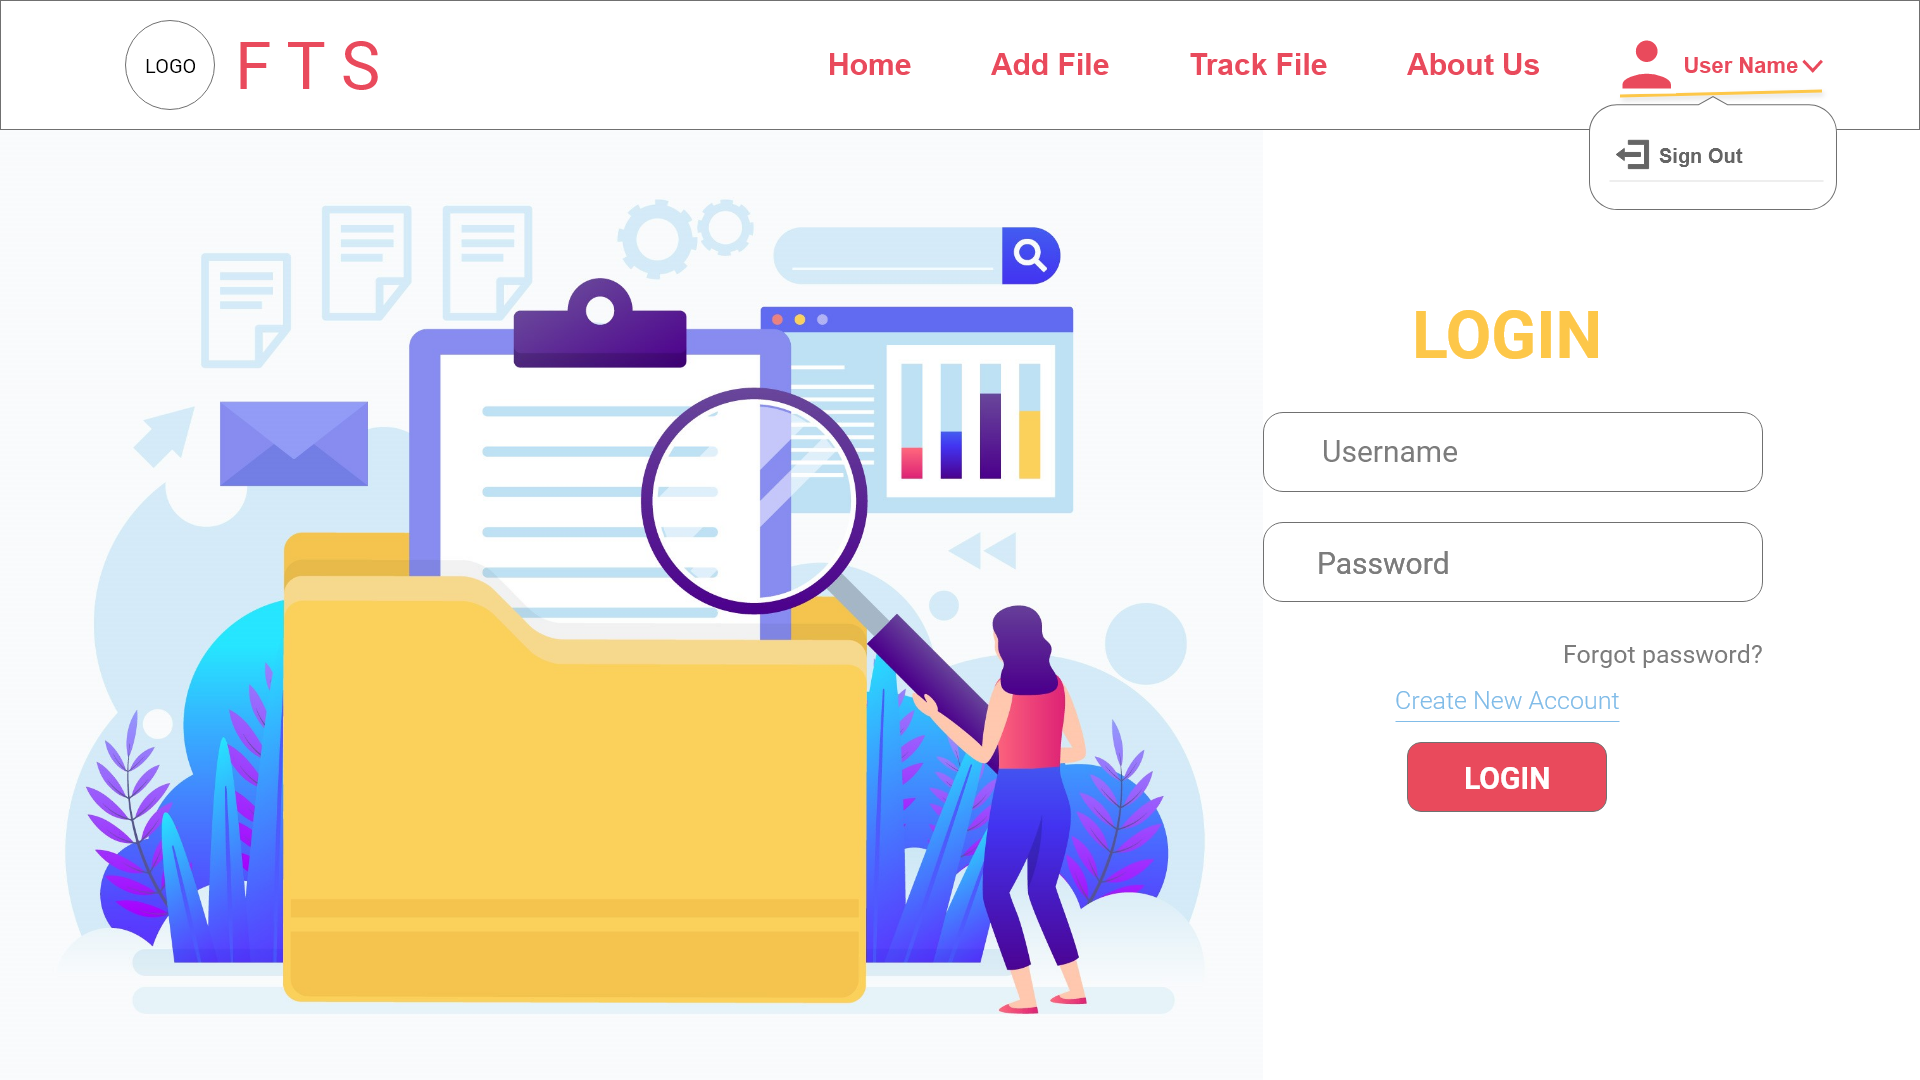 LOGO
F T S
Home
Add File
Track File
About Us
User Name
Sign Out
LOGIN
Username
Password
Forgot password?
Create New Account
LOGIN